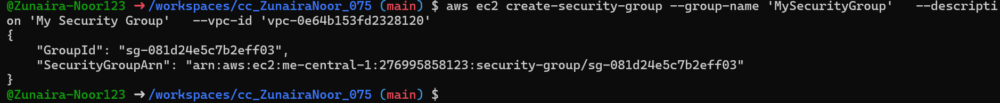 @Zunaira-Noor123 ➜ /workspaces/cc_ZunairaNoor_075 (main) $ aws ec2 create-security-group --group-name 'MySecurityGroup'   --descripti
on 'My Security Group'   --vpc-id 'vpc-0e64b153fd2328120'
{
    "GroupId": "sg-081d24e5c7b2eff03",
    "SecurityGroupArn": "arn:aws:ec2:me-central-1:276995858123:security-group/sg-081d24e5c7b2eff03"
}
@Zunaira-Noor123 ➜ /workspaces/cc_ZunairaNoor_075 (main) $